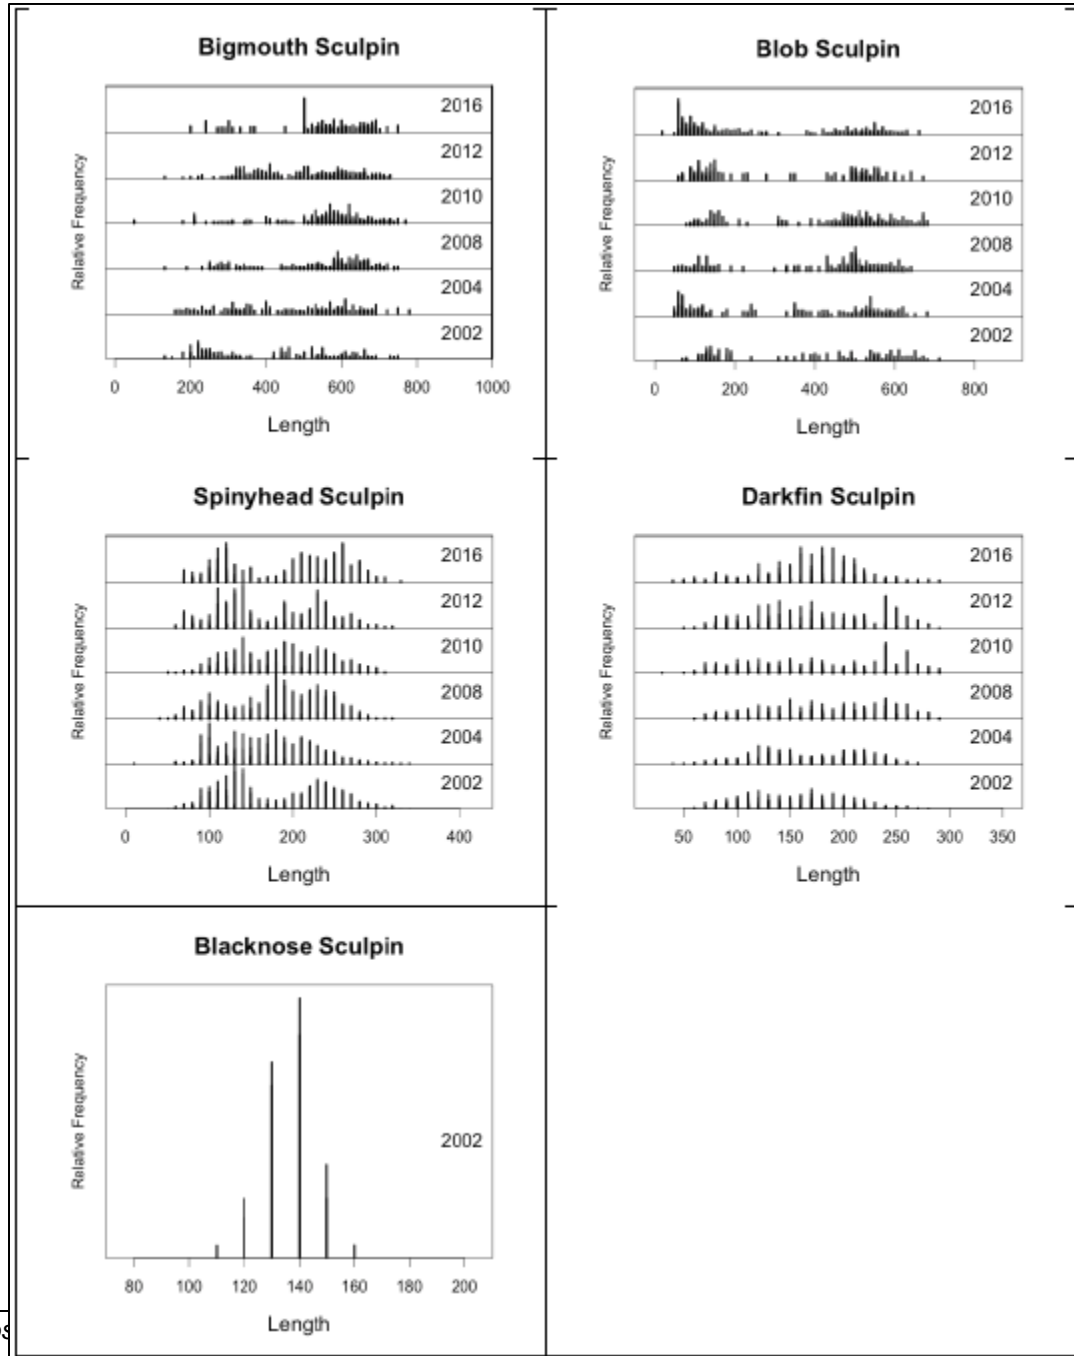 Bigmouth Sculpin
Relative Frequency
2016
2012
2010
2008
2004
2002
0 200 400 600 800 1000
Length
Blob Sculpin
Relative Frequency
2016
2012
2010
2008
2004
2002
0 200 400 600 800
Length
Spinyhead Sculpin
Relative Frequency
2016
2012
2010
2008
2004
2002
0 100 200 300 400
Length
Darkfin Sculpin
Relative Frequency
2016
2012
2010
2008
2004
2002
50 100 150 200 250 300 350
Length
Blacknose Sculpin
Relative Frequency
2002
80 100 120 140 160 180 200
Length